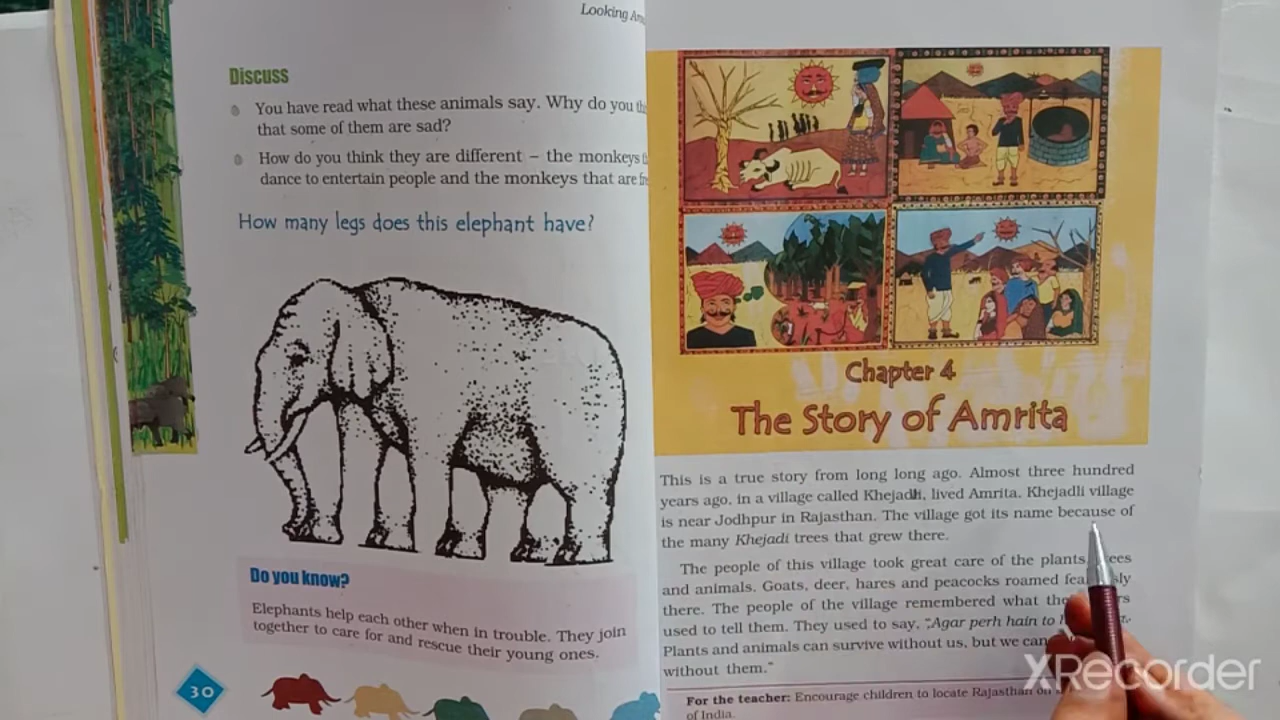 Looking
Discuss
You have read what these animals say. Why do you
that some of them are sad?
How do you think they are different – the monkeys
dance to entertain people and the monkeys that are
How many legs does this elephant have?
Do you know?
Elephants help each other when in trouble. They join
together to care for and rescue their young ones.
30
Chapter 4
The Story of Amrita
This is a true story from long long ago. Almost three hundred
years ago, in a village called Khejadli, lived Amrita. Khejadli village
is near Jodhpur in Rajasthan. The village got its name because of
the many Khejadi trees that grew there.
The people of this village took great care of the plants,
and animals. Goats, deer, hares and peacocks roamed
there. The people of the village remembered what
used to tell them. They used to say, "Agar perh hain to
Plants and animals can survive without us, but we
without them."
For the teacher: Encourage children to locate Rajasthan on
of India.
XRecorder